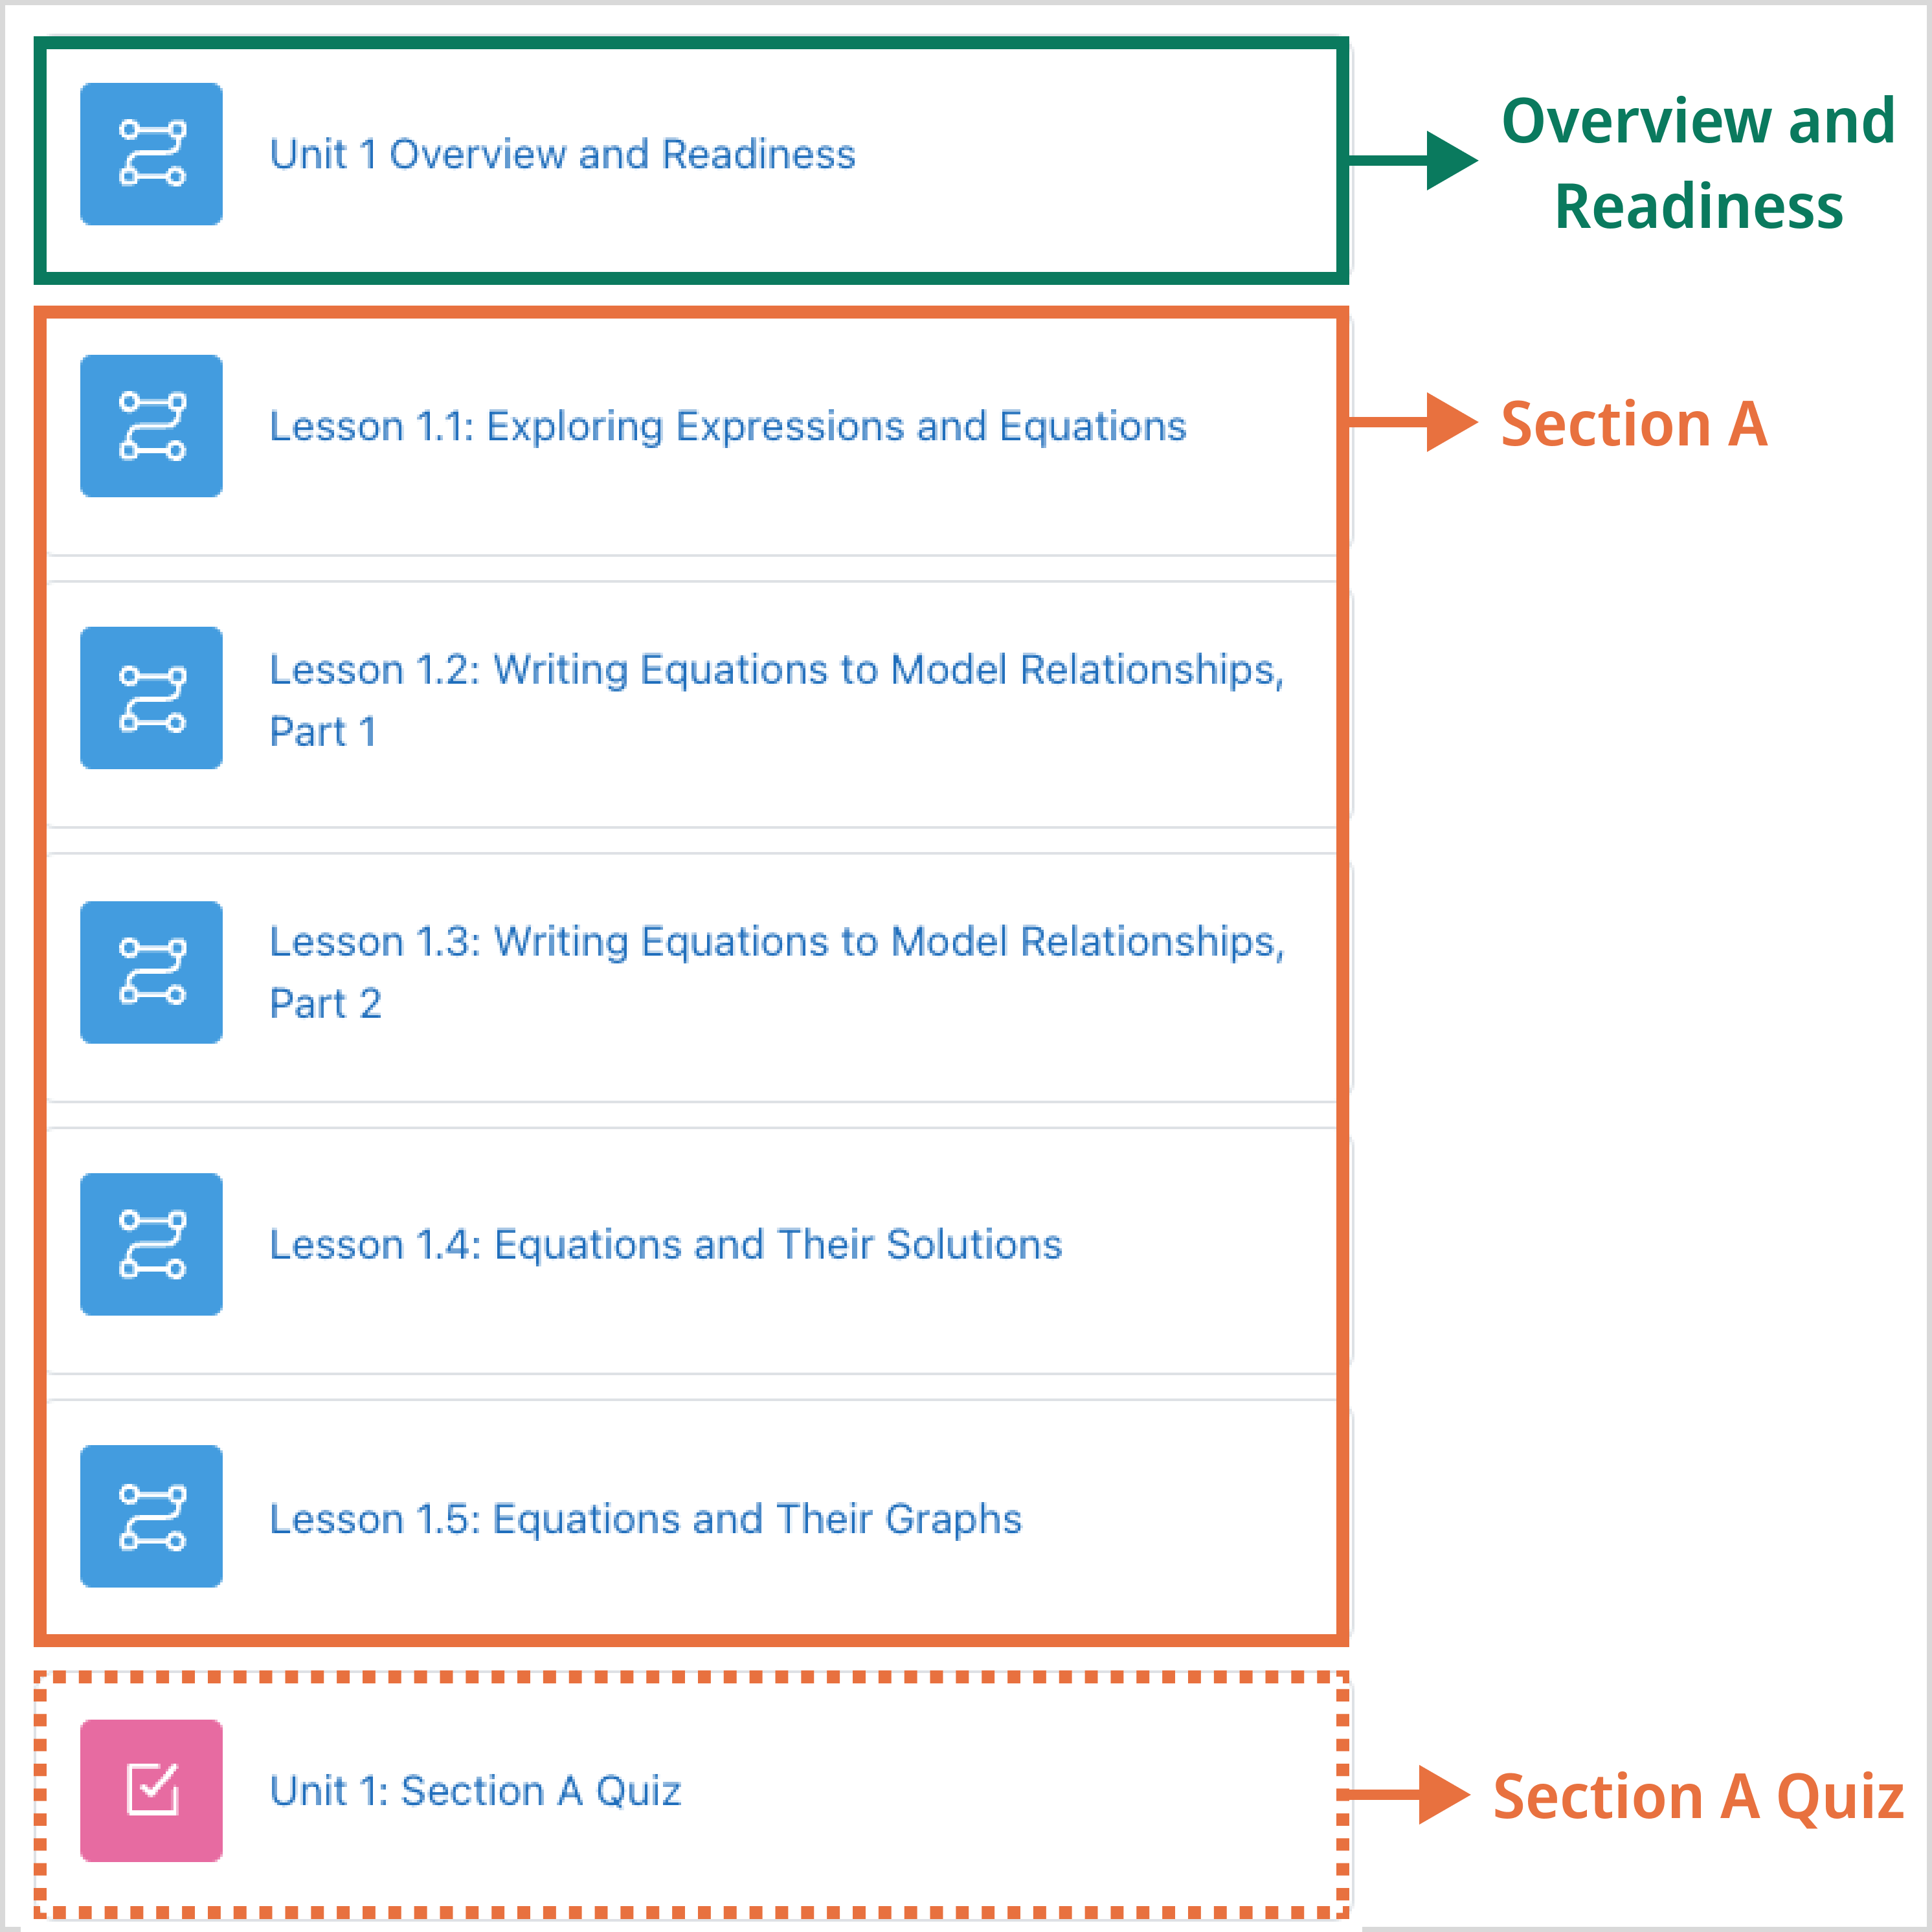 Unit 1 Overview and Readiness
Overview and
Readiness
Lesson 1.1: Exploring Expressions and Equations
Section A
Lesson 1.2: Writing Equations to Model Relationships,
Part 1
Lesson 1.3: Writing Equations to Model Relationships,
Part 2
Lesson 1.4: Equations and Their Solutions
Lesson 1.5: Equations and Their Graphs
Unit 1: Section A Quiz
Section A Quiz